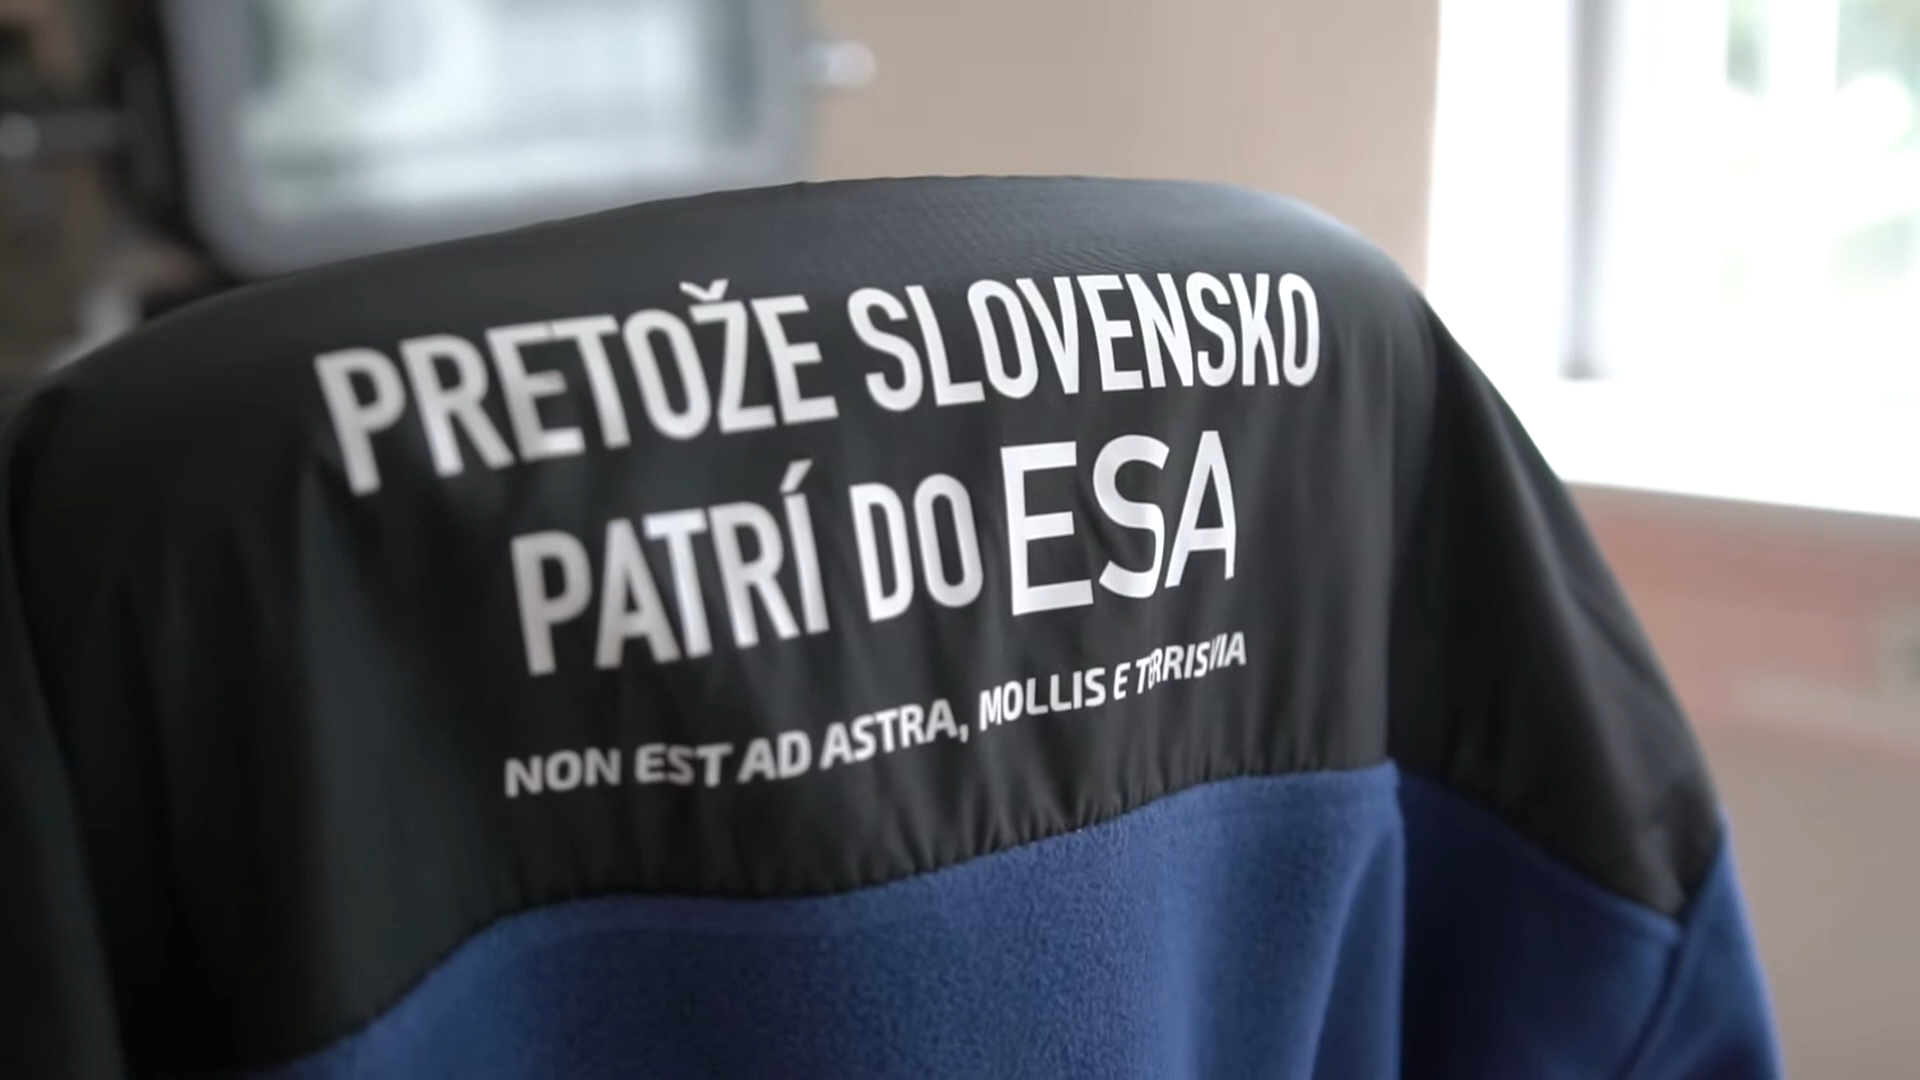 PRETOŽE SLOVENSKO
PATRÍ DO ESA
NON EST AD ASTRA, MOLLIS E TERRIS VIA